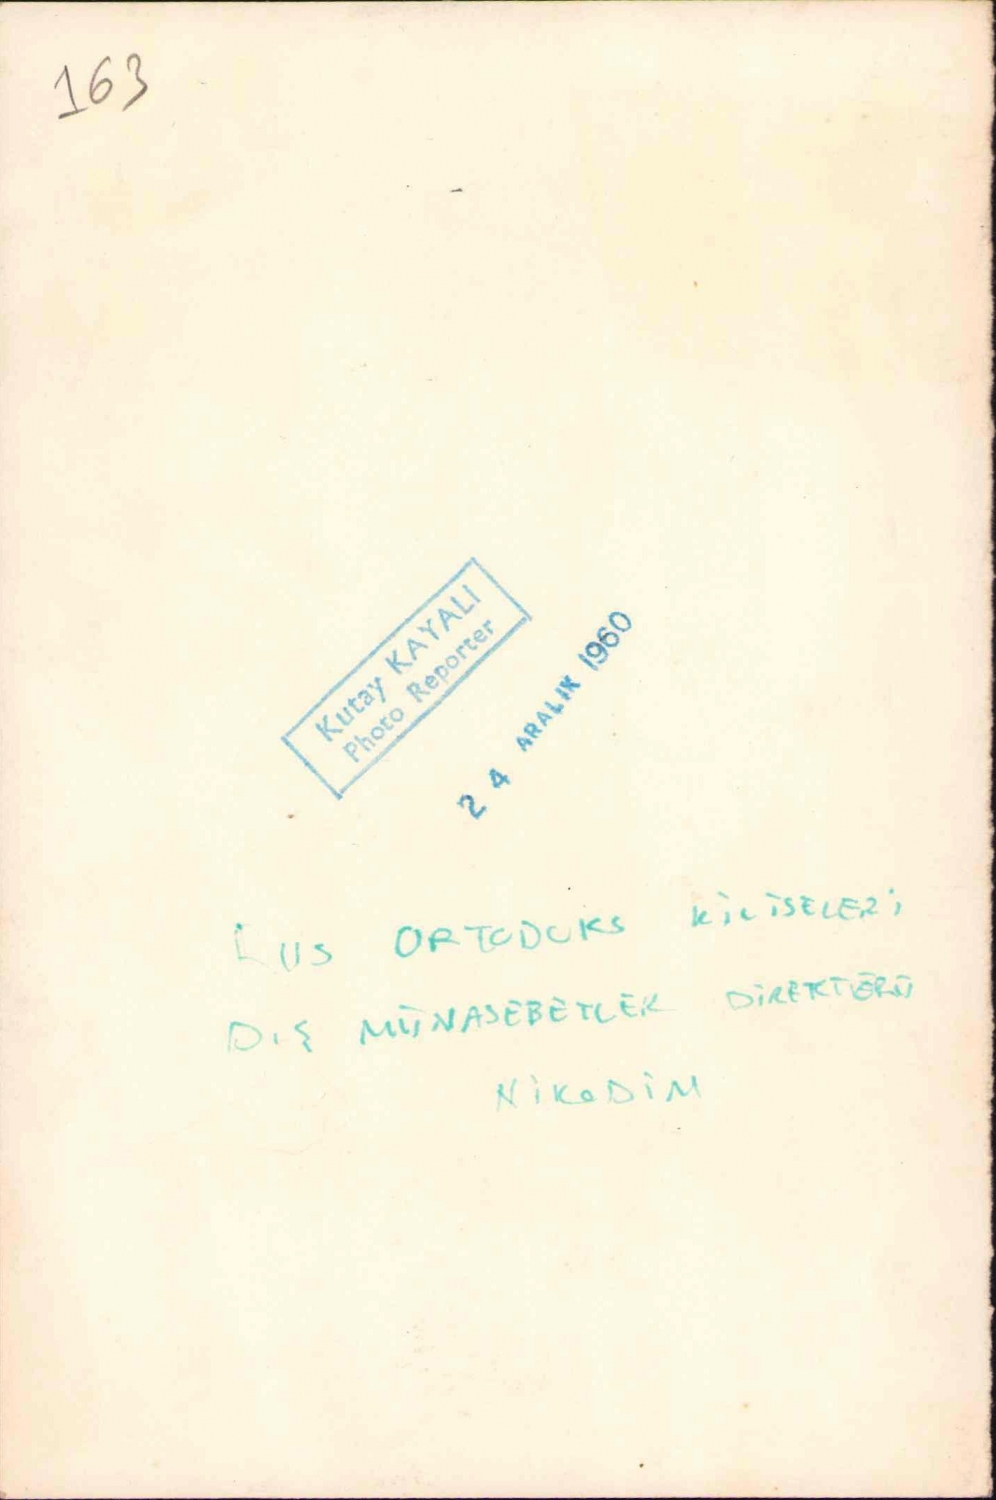 163
Kutay KAYALI
Photo Reporter
24 ARALIK 1960
RUS ORTODOKS KİLİSELERİ
DIŞ MÜNASEBETLER DİREKTÖRÜ
NİKODİM